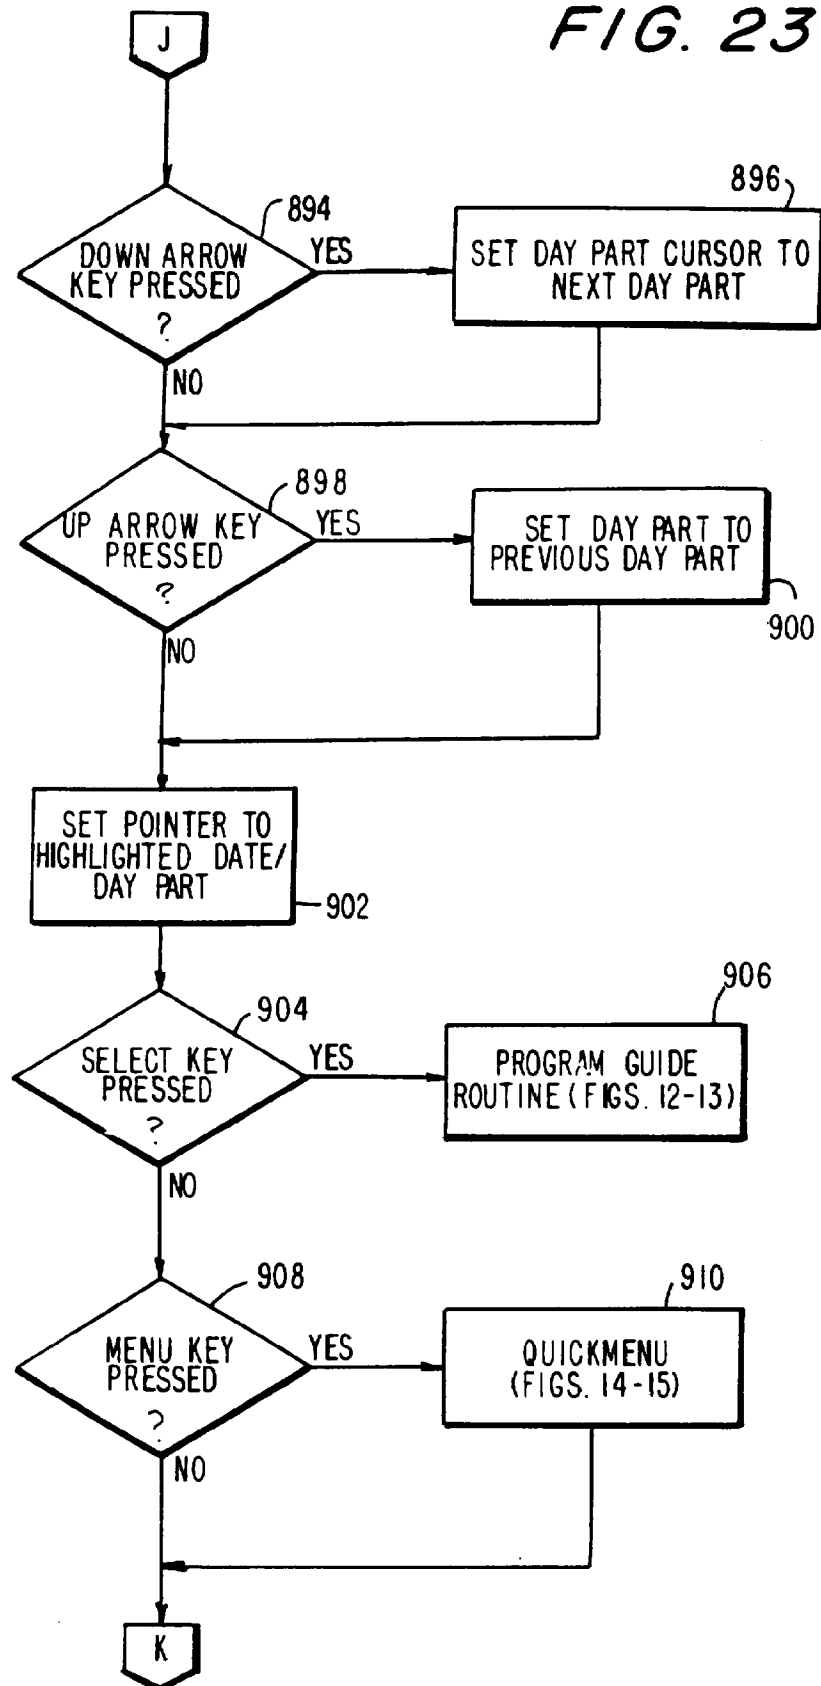 FIG. 23
J
894
DOWN ARROW
KEY PRESSED
?
YES
NO
896
SET DAY PART CURSOR TO
NEXT DAY PART
898
UP ARROW KEY
PRESSED
?
YES
NO
SET DAY PART TO
PREVIOUS DAY PART
900
SET POINTER TO
HIGHLIGHTED DATE/
DAY PART
902
904
SELECT KEY
PRESSED
?
YES
NO
906
PROGRAM GUIDE
ROUTINE (FIGS. 12-13)
908
MENU KEY
PRESSED
?
YES
NO
910
QUICKMENU
(FIGS. 14-15)
K